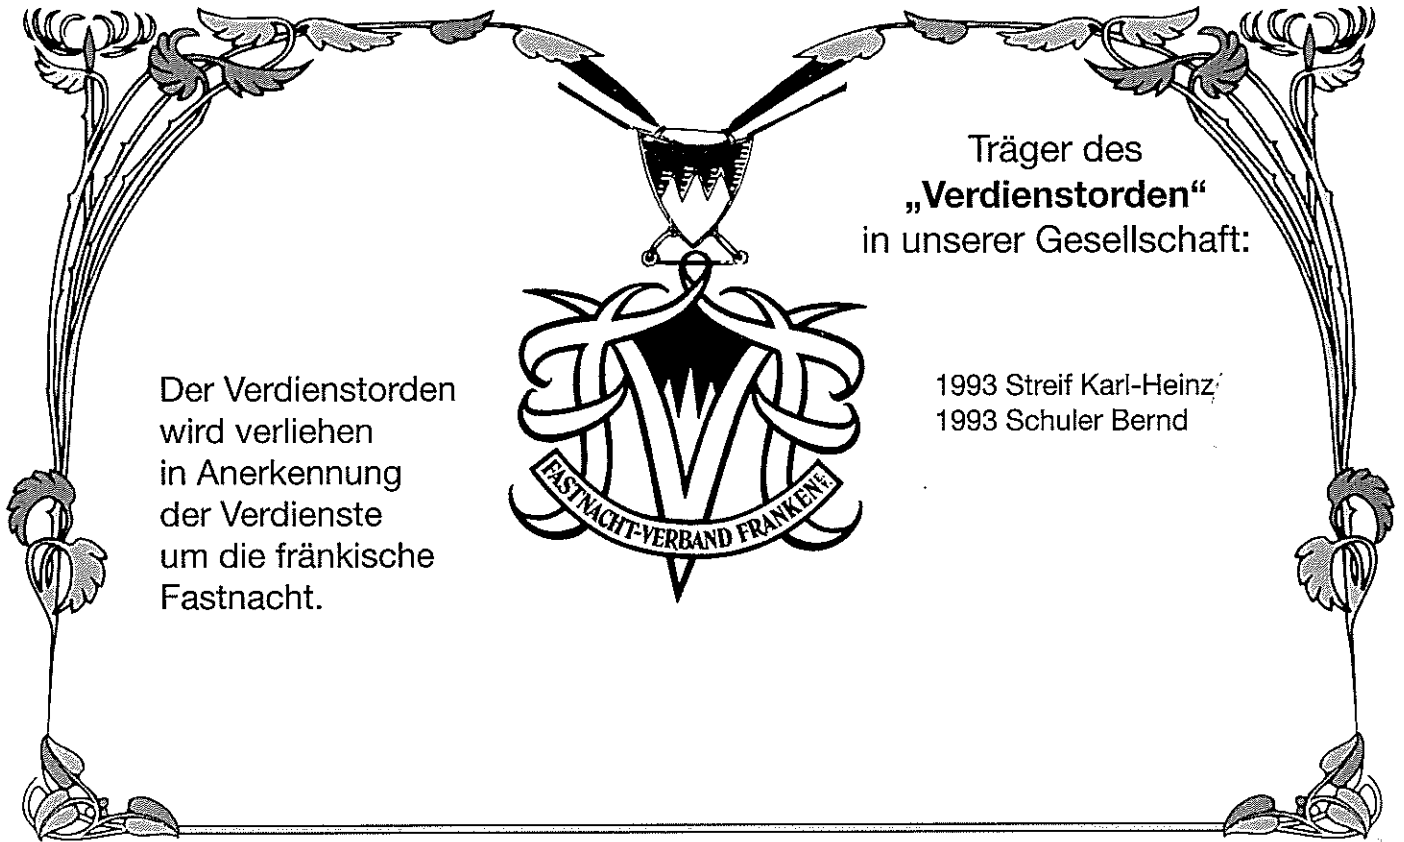 Träger des
„Verdienstorden“
in unserer Gesellschaft:
Der Verdienstorden
wird verliehen
in Anerkennung
der Verdienste
um die fränkische
Fastnacht.
1993 Streif Karl-Heinz
1993 Schuler Bernd
FASTNACHT-VERBAND FRANKEN E.V.